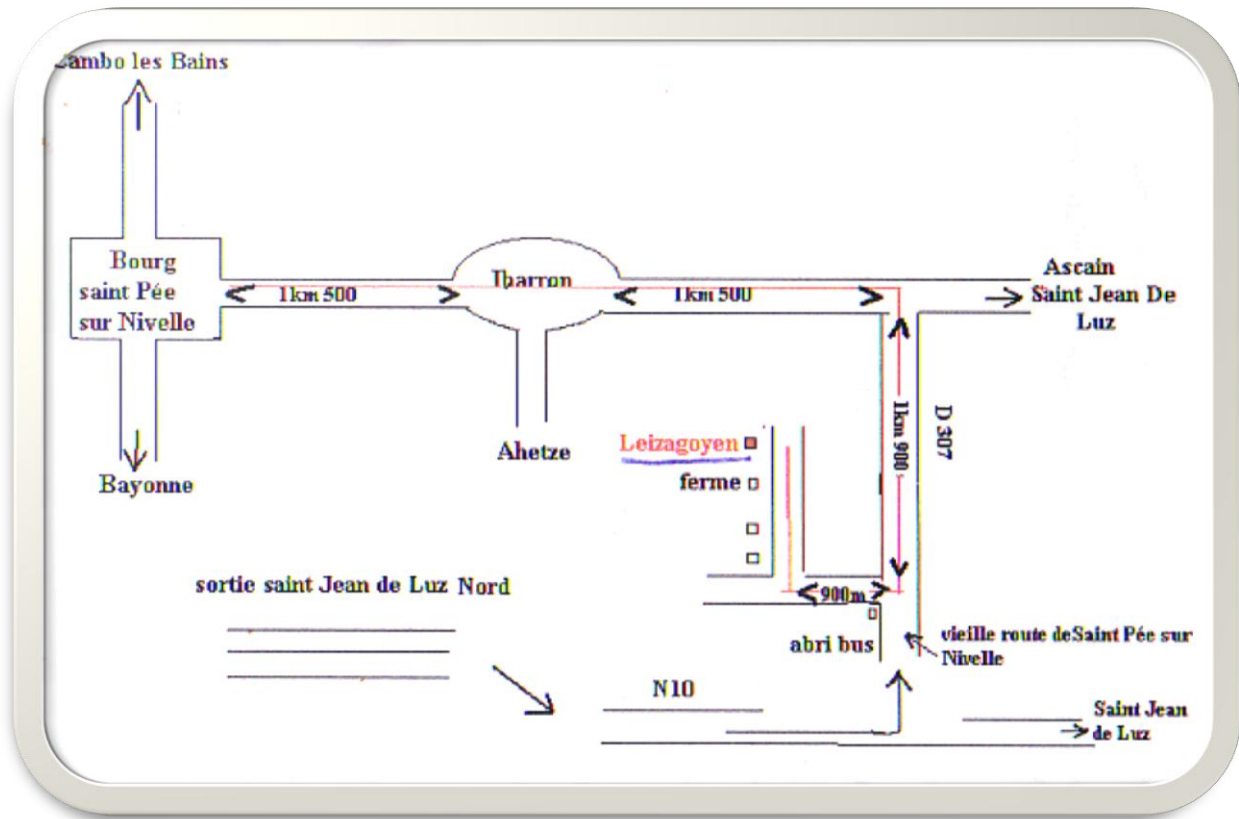 ambo les Bains
Bourg
saint Pée
sur Nivelle
1km 500
Ibarron
1km 500
Ascain
Saint Jean De
Luz
1km 900
D 307
Bayonne
Ahetze
Leizagoyen
ferme
sortie saint Jean de Luz Nord
900m
abri bus
vieille route deSaint Pée sur
Nivelle
N10
Saint Jean
de Luz